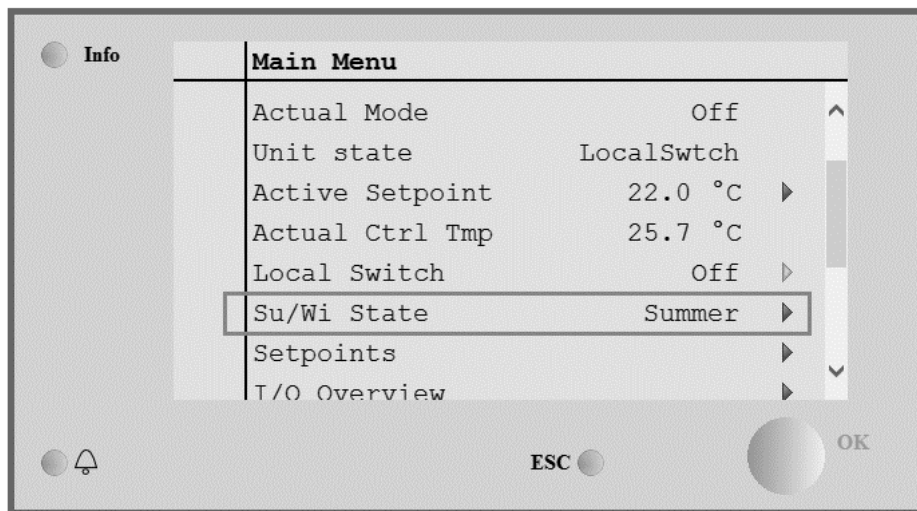 Info
Main Menu
Actual Mode Off
Unit state LocalSwtch
Active Setpoint 22.0 °C
Actual Ctrl Tmp 25.7 °C
Local Switch Off
Su/Wi State Summer
Setpoints
I/O Overview
ESC
OK